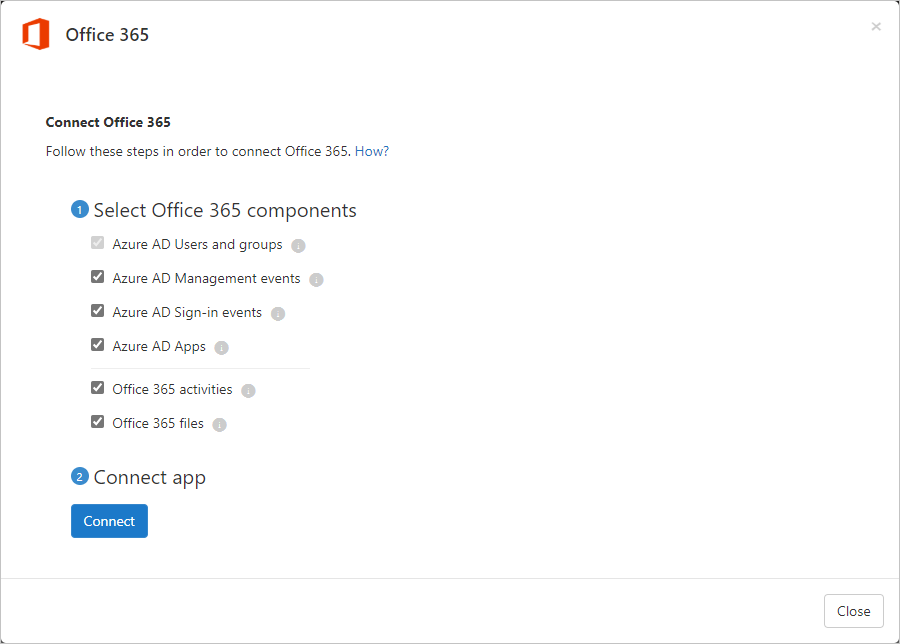 Office 365
×
Connect Office 365
Follow these steps in order to connect Office 365. How?
1 Select Office 365 components
Azure AD Users and groups i
Azure AD Management events i
Azure AD Sign-in events i
Azure AD Apps i
Office 365 activities i
Office 365 files i
2 Connect app
Connect
Close